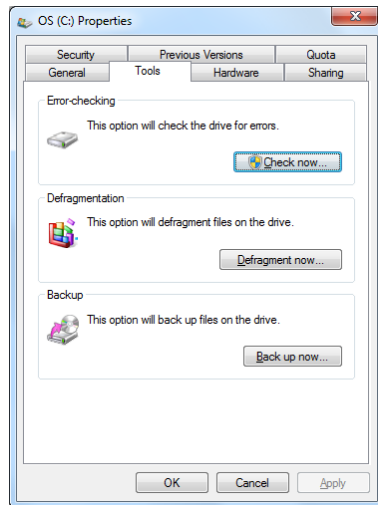 OS (C:) Properties
Security Previous Versions Quota
General Tools Hardware Sharing
Error-checking
This option will check the drive for errors.
Check now...
Defragmentation
This option will defragment files on the drive.
Defragment now...
Backup
This option will back up files on the drive.
Back up now...
OK Cancel Apply